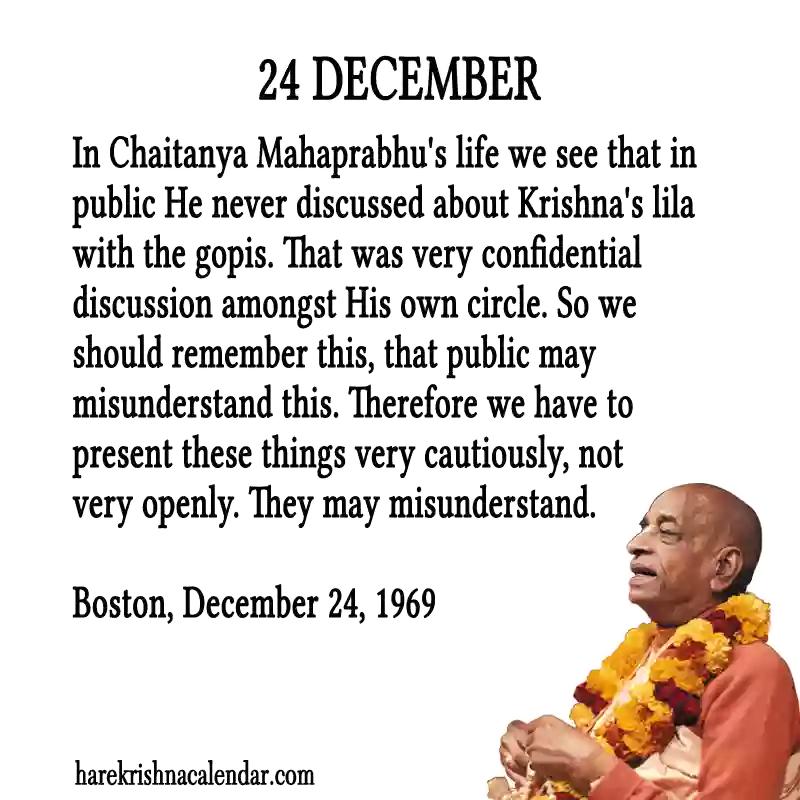 24 DECEMBER
In Chaitanya Mahaprabhu's life we see that in
public He never discussed about Krishna's lila
with the gopis. That was very confidential
discussion amongst His own circle. So we
should remember this, that public may
misunderstand this. Therefore we have to
present these things very cautiously, not
very openly. They may misunderstand.
Boston, December 24, 1969
harekrishnacalendar.com